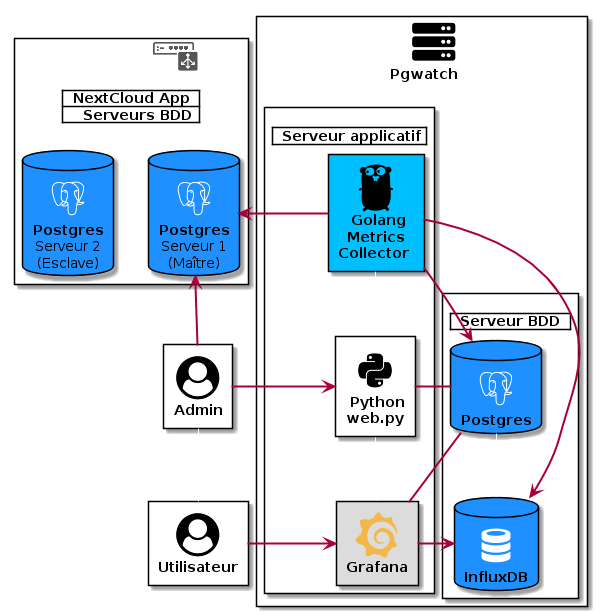 Pgwatch
NextCloud App
Serveurs BDD
Postgres
Serveur 2
(Esclave)
Postgres
Serveur 1
(Maître)
Serveur applicatif
Golang
Metrics
Collector
Serveur BDD
Postgres
Admin
Python
web.py
Utilisateur
Grafana
InfluxDB